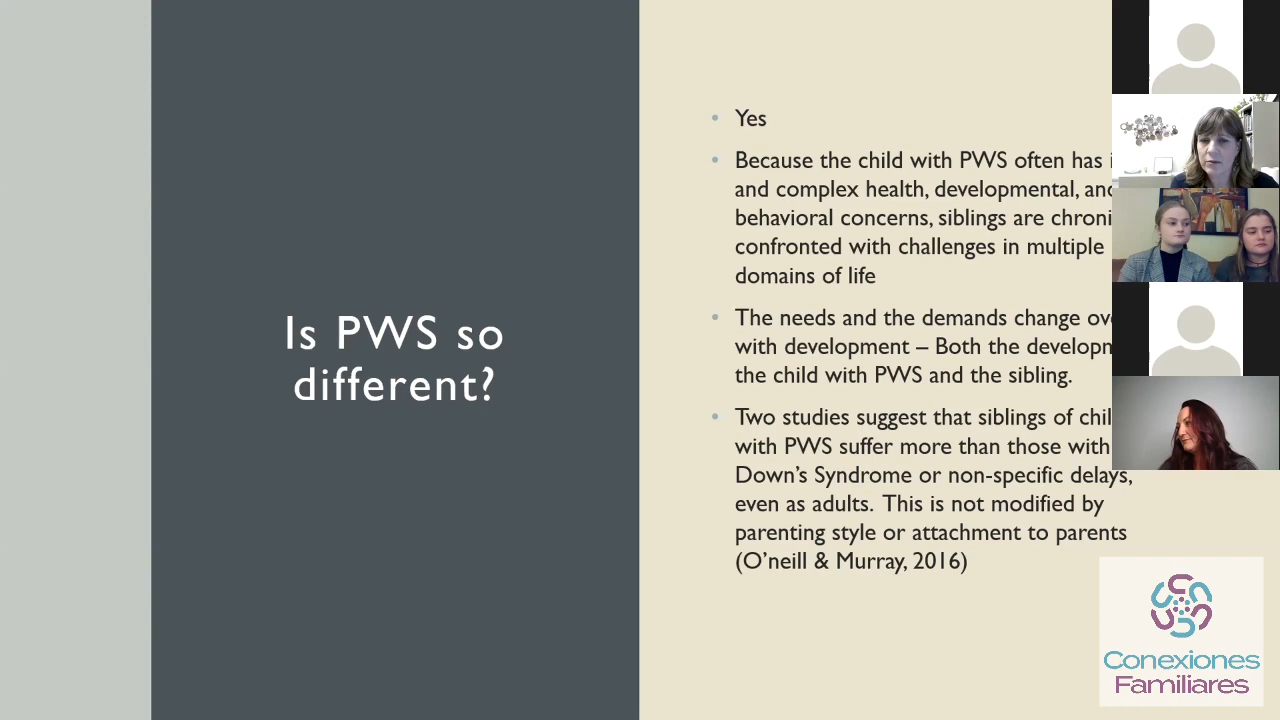 Is PWS so
different?
• Yes
• Because the child with PWS often has
and complex health, developmental, and
behavioral concerns, siblings are chroni
confronted with challenges in multiple
domains of life
• The needs and the demands change ov
with development – Both the developm
the child with PWS and the sibling.
• Two studies suggest that siblings of chil
with PWS suffer more than those with
Down's Syndrome or non-specific delays,
even as adults. This is not modified by
parenting style or attachment to parents
(O'neill & Murray, 2016)
Conexiones
Familiares